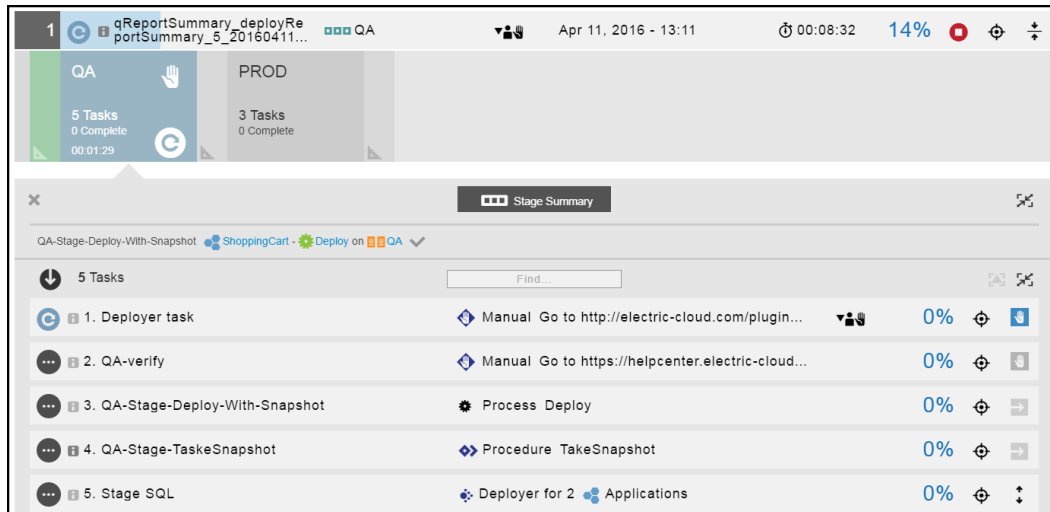 1 qReportSummary_deployRe
portSummary_5_20160411... QA Apr 11, 2016 - 13:11 00:08:32 14%
QA PROD
5 Tasks 3 Tasks
0 Complete 0 Complete
00:01:29
Stage Summary
QA-Stage-Deploy-With-Snapshot ShoppingCart - Deploy on QA
5 Tasks Find...
1. Deployer task Manual Go to http://electric-cloud.com/plugin... 0%
2. QA-verify Manual Go to https://helpcenter.electric-cloud... 0%
3. QA-Stage-Deploy-With-Snapshot Process Deploy 0%
4. QA-Stage-TaskeSnapshot Procedure TakeSnapshot 0%
5. Stage SQL Deployer for 2 Applications 0%